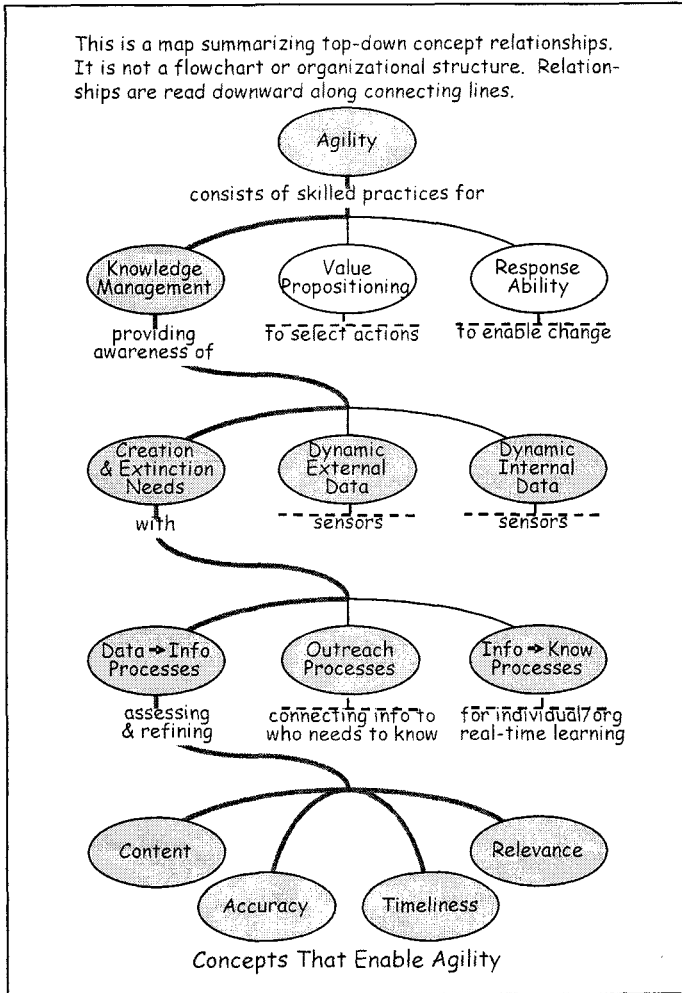 This is a map summarizing top-down concept relationships.
It is not a flowchart or organizational structure. Relation-
ships are read downward along connecting lines.
Agility
consists of skilled practices for
Knowledge
Management
Value
Propositioning
Response
Ability
providing
awareness of
to select actions
to enable change
Creation
& Extinction
Needs
Dynamic
External
Data
Dynamic
Internal
Data
with
sensors
sensors
Data → Info
Processes
Outreach
Processes
Info → Know
Processes
assessing
& refining
connecting info to
who needs to know
for individual/org
real-time learning
Content
Relevance
Accuracy
Timeliness
Concepts That Enable Agility